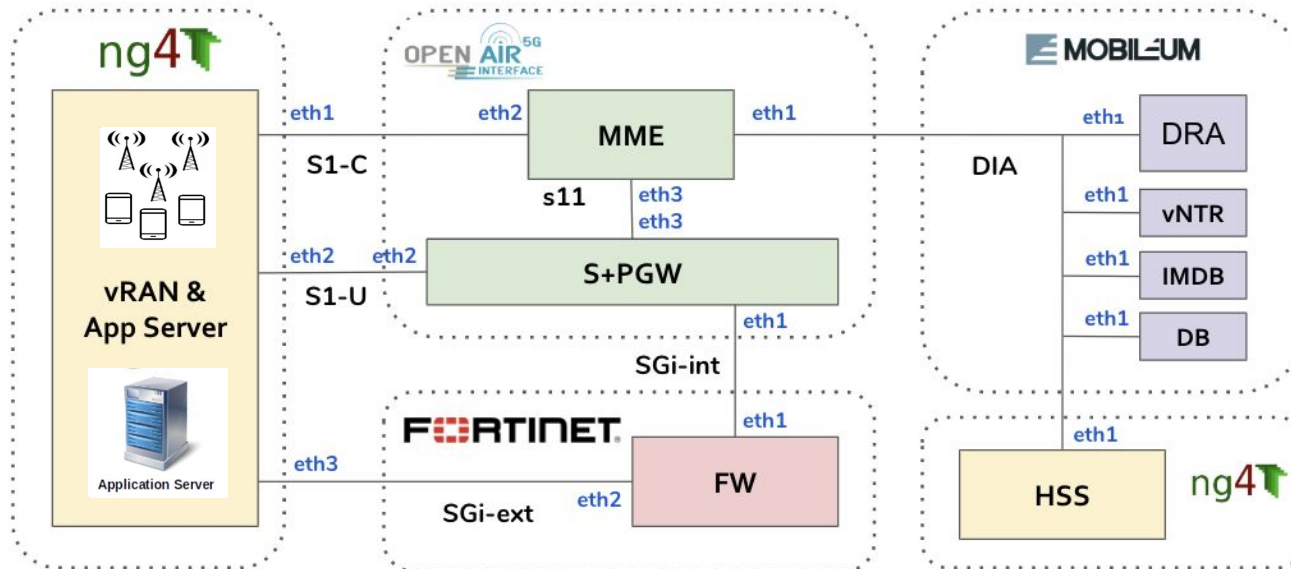 ng4T
vRAN &
App Server
Application Server
eth1
S1-C
eth2
S1-U
eth3
SGi-ext
OPEN AIR 5G
INTERFACE
eth2
MME
eth1
s11
eth3
eth3
eth2
S+PGW
eth1
SGi-int
FORTINET®
eth1
FW
eth2
MOBILEUM
DIA
eth1
DRA
eth1
vNTR
eth1
IMDB
eth1
DB
eth1
HSS
ng4T